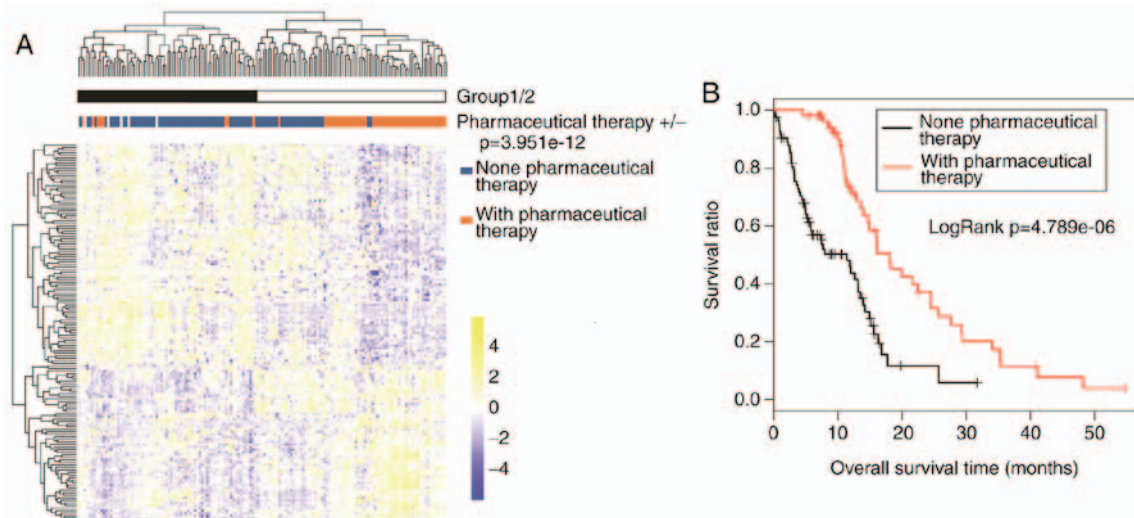 A
Group1/2
Pharmaceutical therapy +/−
p=3.951e-12
None pharmaceutical
therapy
With pharmaceutical
therapy
4
2
0
−2
−4
B
1.0
0.8
0.6
0.4
0.2
0.0
Survival ratio
None pharmaceutical
therapy
With pharmaceutical
therapy
LogRank p=4.789e-06
0 10 20 30 40 50
Overall survival time (months)